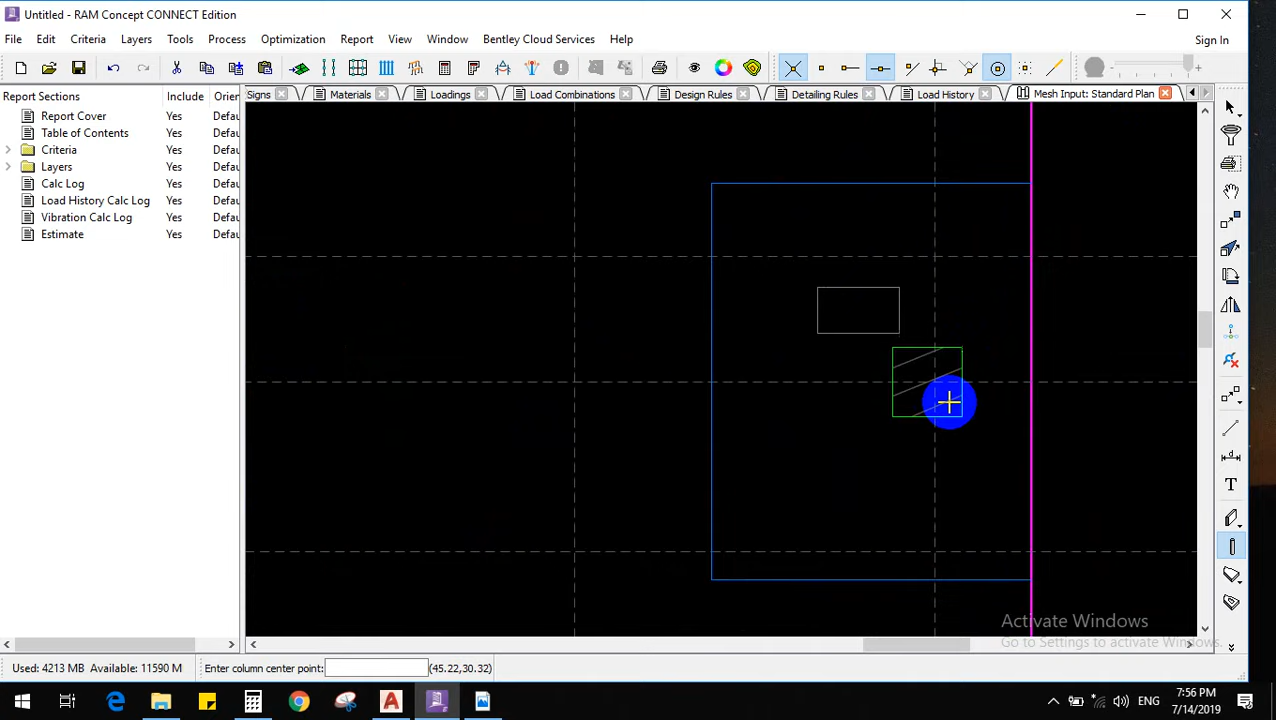 Untitled - RAM Concept CONNECT Edition
File Edit Criteria Layers Tools Process Optimization Report View Window Bentley Cloud Services Help
Sign In
Report Sections Include Orien
Signs Materials Loadings Load Combinations Design Rules Detailing Rules Load History Mesh Input: Standard Plan
Report Cover Yes Defau
Table of Contents Yes Defau
Criteria Yes Defau
Layers Yes Defau
Calc Log Yes Defau
Load History Calc Log Yes Defau
Vibration Calc Log Yes Defau
Estimate Yes Defau
T
Activate Windows
Go to Settings to activate Windows.
Used: 4213 MB Available: 11590 M Enter column center point: (45.22,30.32)
ENG
7:56 PM
7/14/2019